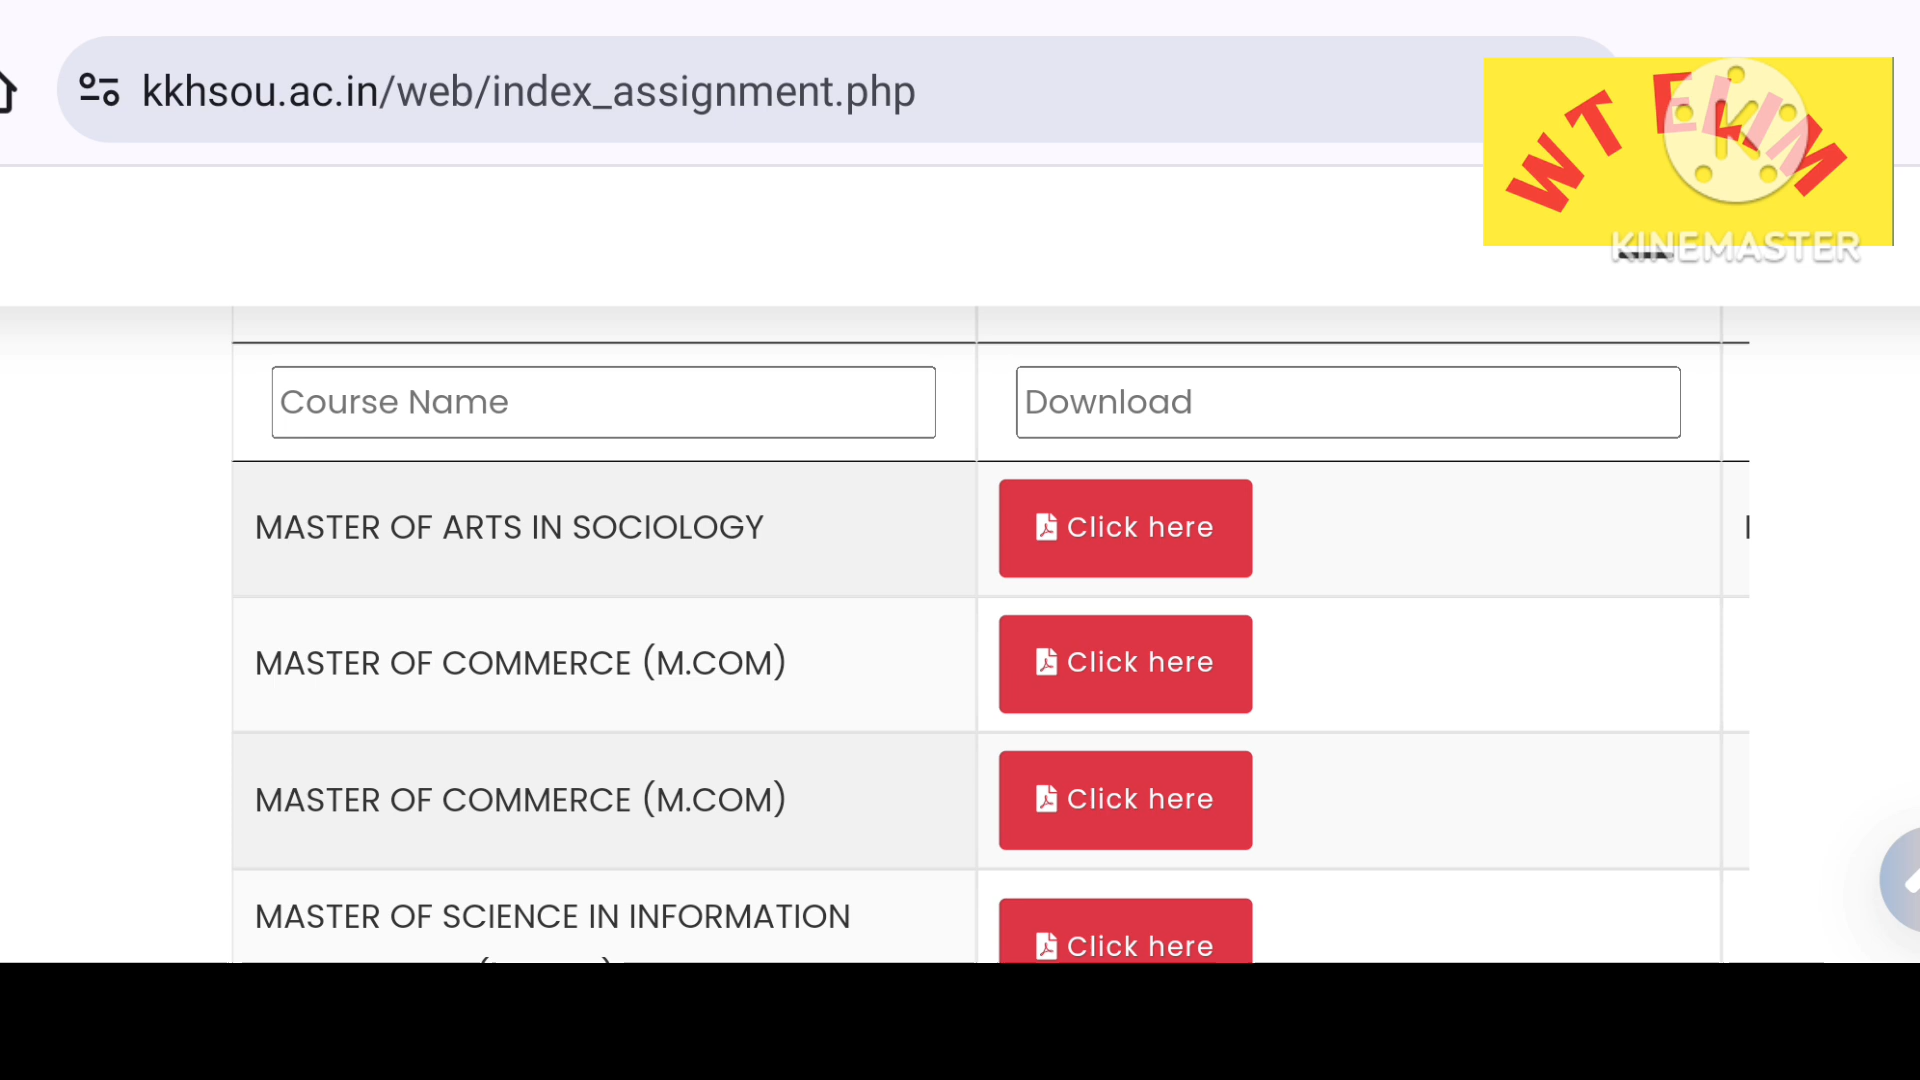 kkhsou.ac.in/web/index_assignment.php
WT EKIM
KINEMASTER
Course Name
Download
MASTER OF ARTS IN SOCIOLOGY
Click here
MASTER OF COMMERCE (M.COM)
Click here
MASTER OF COMMERCE (M.COM)
Click here
MASTER OF SCIENCE IN INFORMATION
Click here